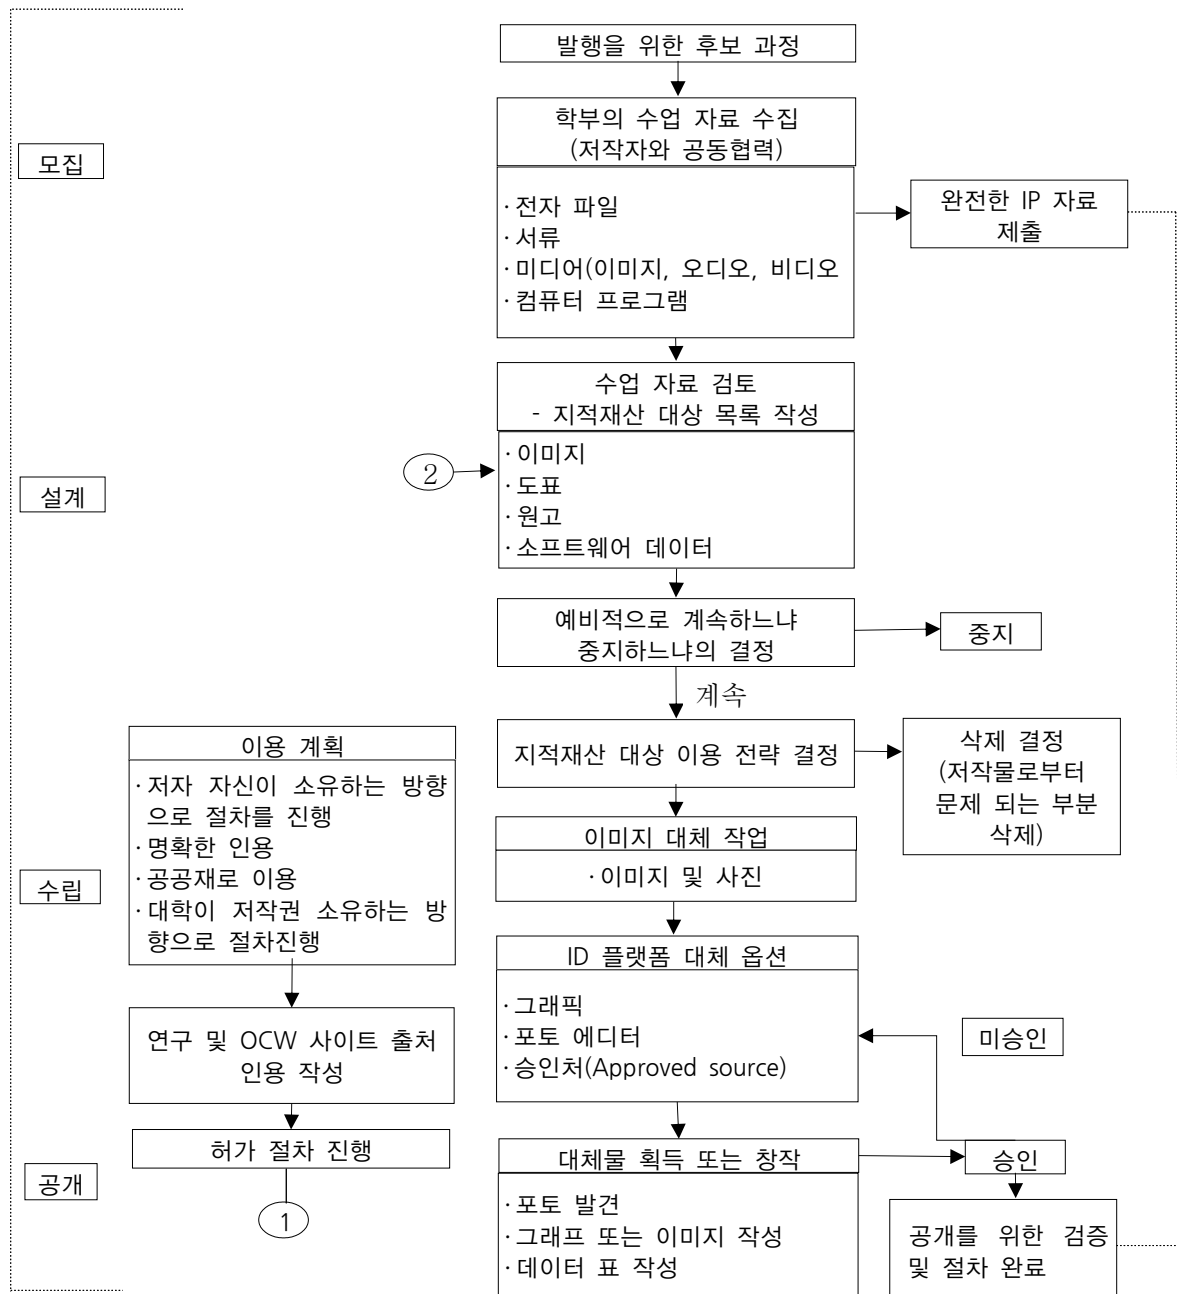 발행을 위한 후보 과정
학부의 수업 자료 수집
(저작자와 공동협력)
모집
·전자 파일
·서류
·미디어(이미지, 오디오, 비디오
·컴퓨터 프로그램
완전한 IP 자료
제출
수업 자료 검토
- 지적재산 대상 목록 작성
2
·이미지
·도표
·원고
·소프트웨어 데이터
설계
예비적으로 계속하느냐
중지하느냐의 결정
중지
계속
지적재산 대상 이용 전략 결정
삭제 결정
(저작물로부터
문제 되는 부분
삭제)
이용 계획
·저자 자신이 소유하는 방향
으로 절차를 진행
·명확한 인용
·공공재로 이용
·대학이 저작권 소유하는 방
향으로 절차진행
이미지 대체 작업
·이미지 및 사진
수립
ID 플랫폼 대체 옵션
·그래픽
·포토 에디터
·승인처(Approved source)
미승인
연구 및 OCW 사이트 출처
인용 작성
허가 절차 진행
1
공개
대체물 획득 또는 창작
·포토 발견
·그래프 또는 이미지 작성
·데이터 표 작성
승인
공개를 위한 검증
및 절차 완료